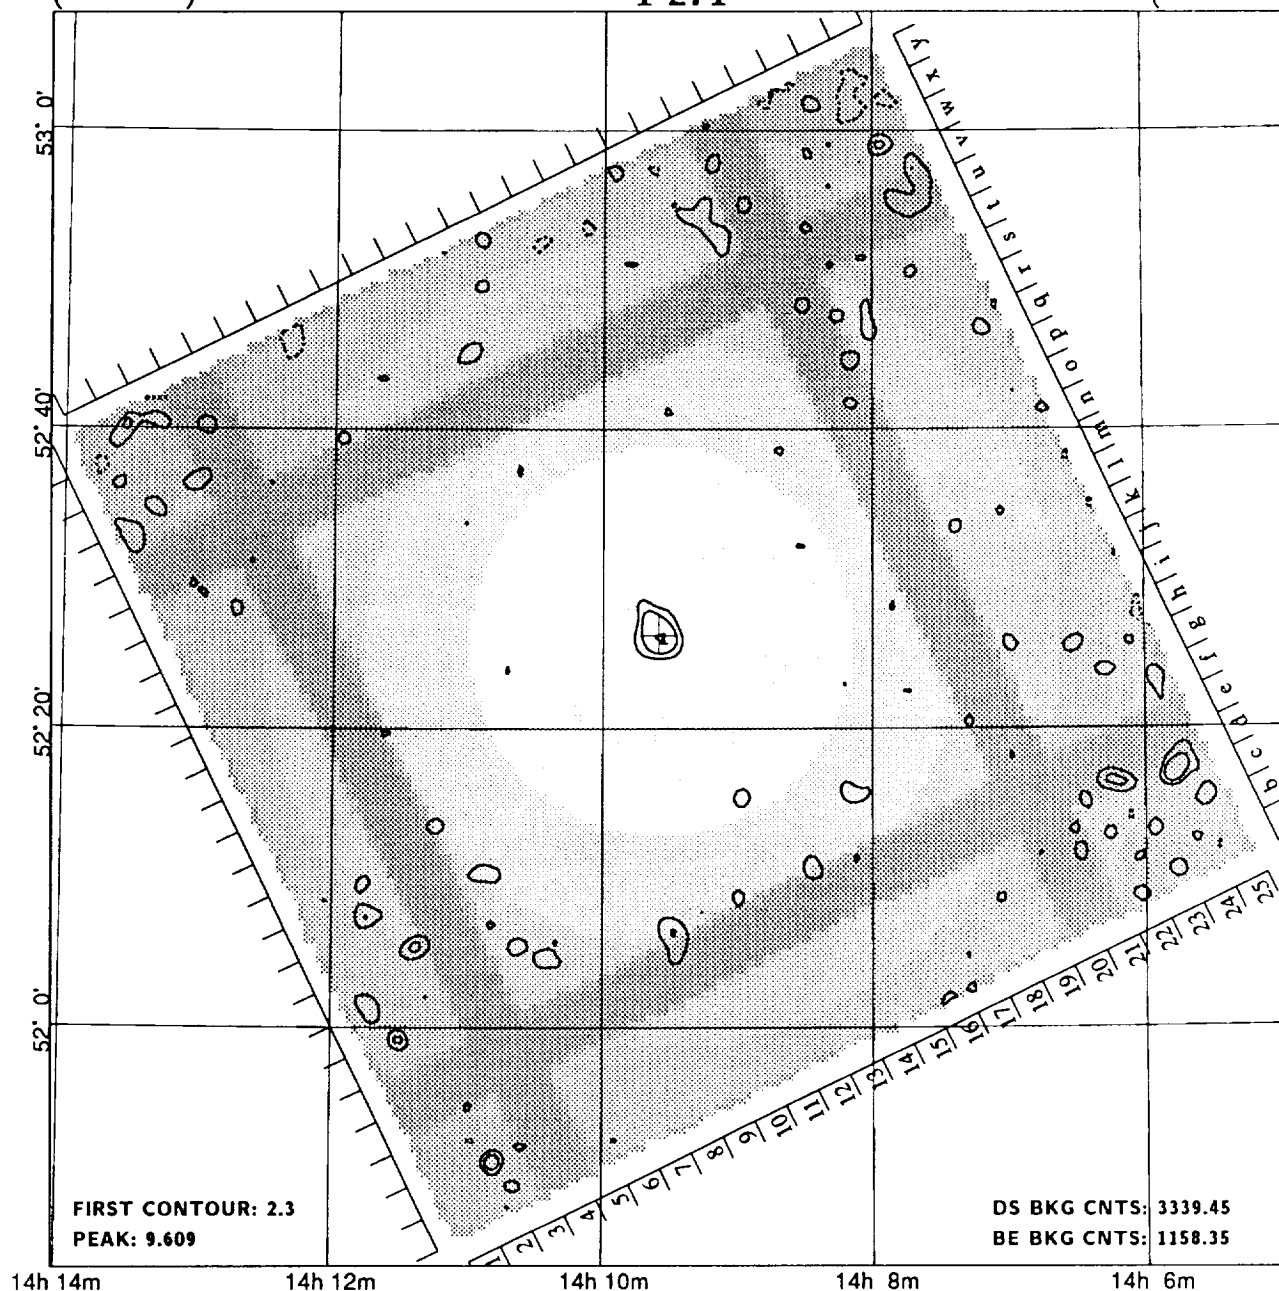 53° 0'
52° 40'
52° 20'
52° 0'
y x w v u t s r q p o n m l k j i h g f e d c b
1 2 3 4 5 6 7 8 9 10 11 12 13 14 15 16 17 18 19 20 21 22 23 24 25
FIRST CONTOUR: 2.3
PEAK: 9.609
DS BKG CNTS: 3339.45
BE BKG CNTS: 1158.35
14h 14m 14h 12m 14h 10m 14h 8m 14h 6m